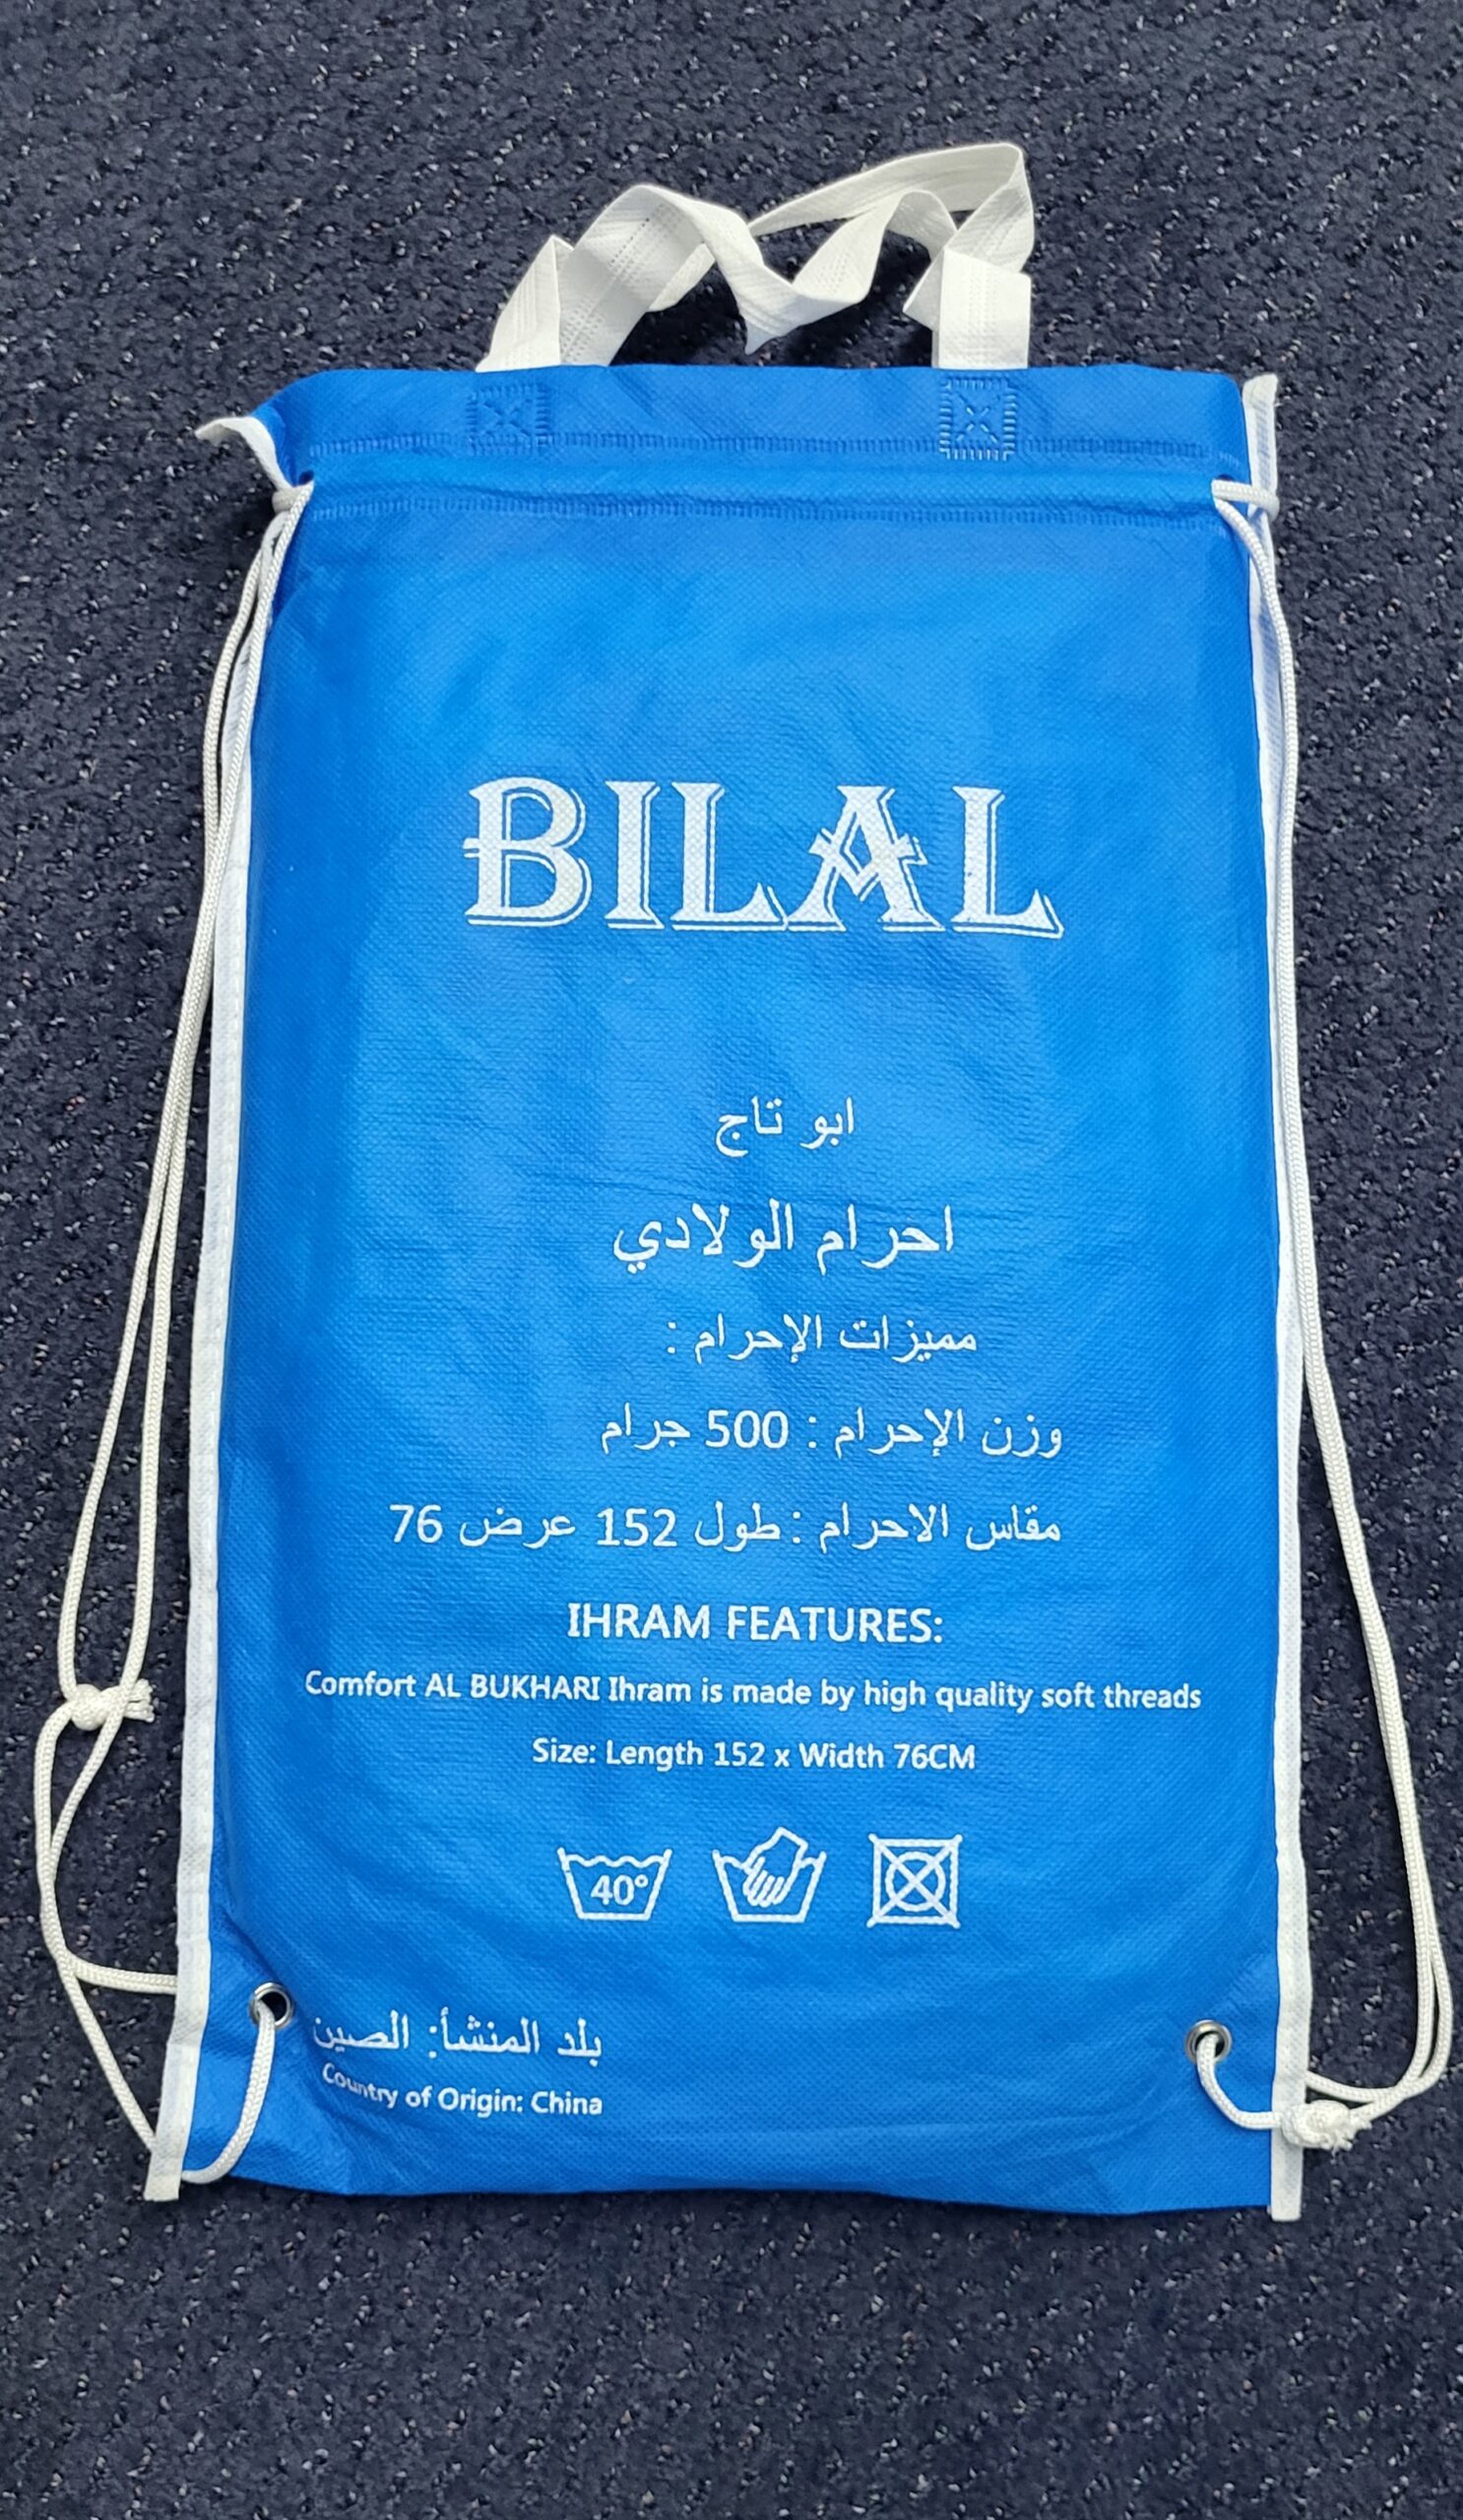 BILAL
ابو تاج
احرام الولادي
مميزات الإحرام :
وزن الإحرام : 500 جرام
مقاس الاحرام : طول 152 عرض 76
IHRAM FEATURES:
Comfort AL BUKHARI Ihram is made by high quality soft threads
Size: Length 152 x Width 76CM
40°
بلد المنشأ: الصين
Country of Origin: China